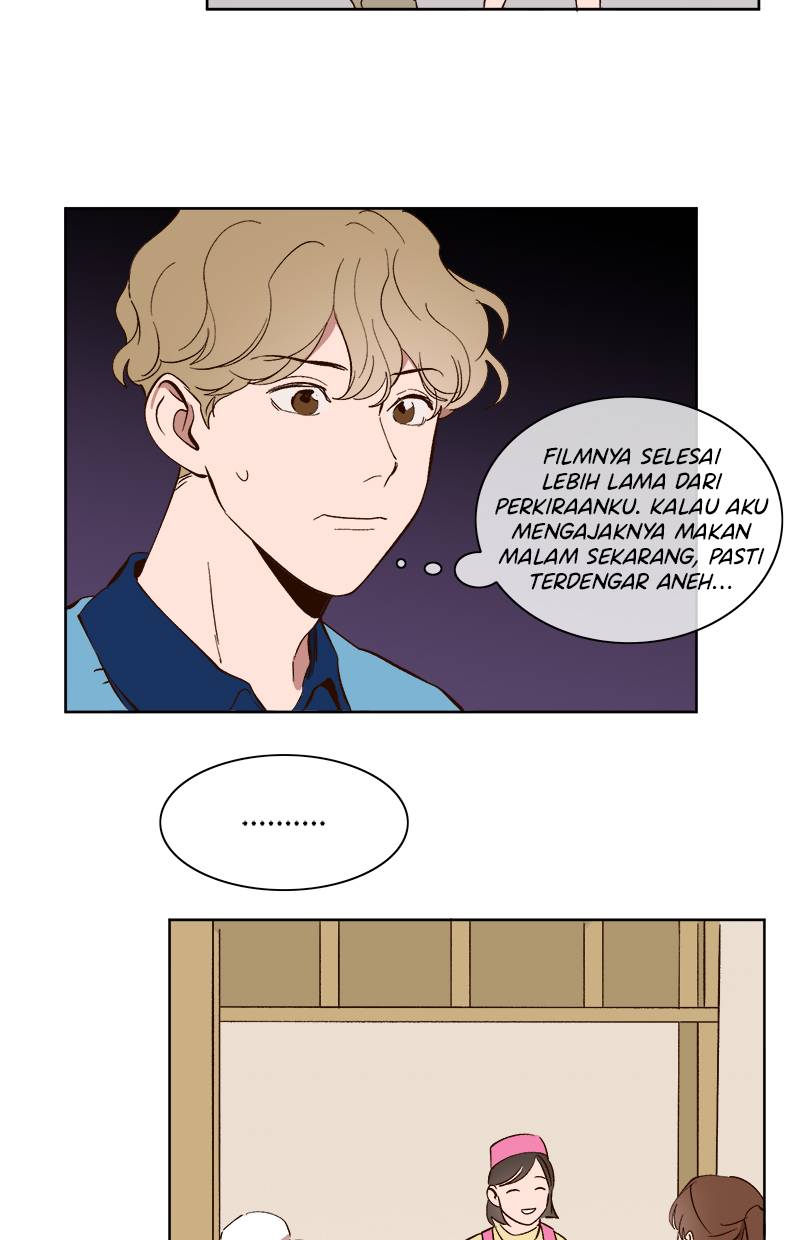 FILMNYA SELESAI
LEBIH LAMA DARI
PERKIRAANKU. KALAU AKU
MENGAJAKNYA MAKAN
MALAM SEKARANG, PASTI
TERDENGAR ANEH...
..........